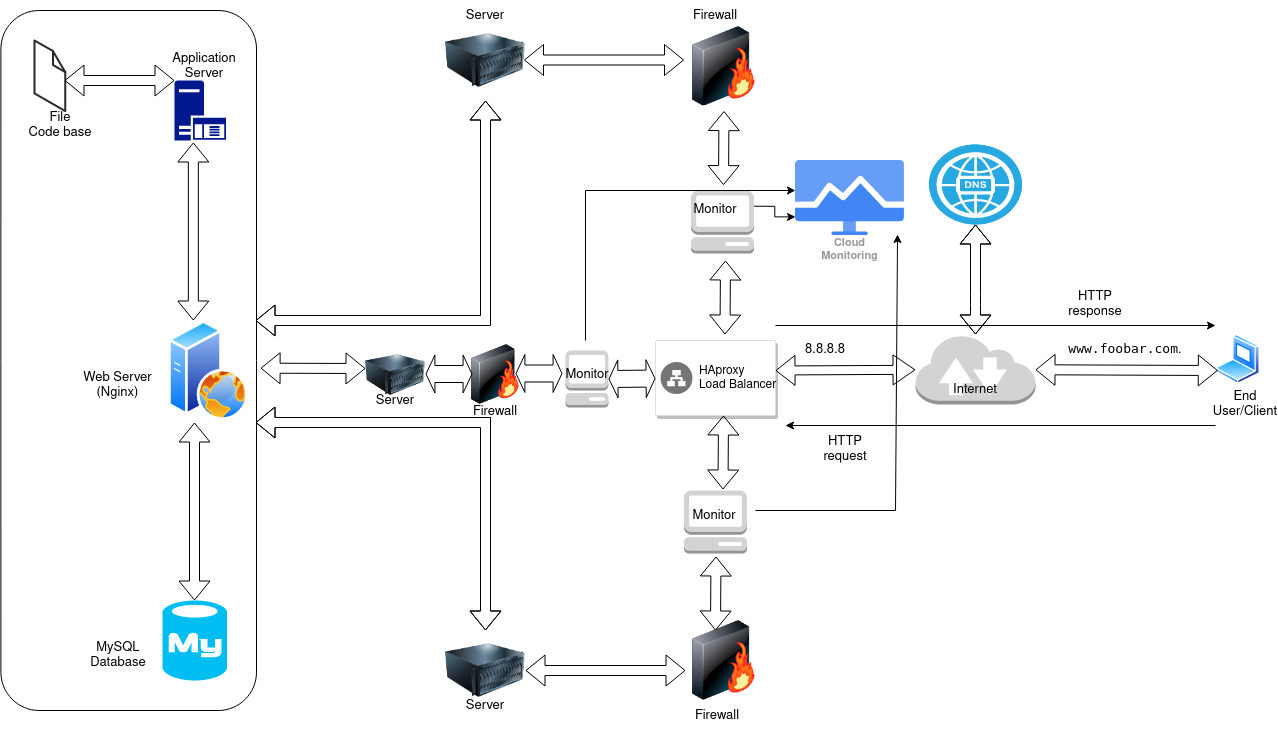 Server
Firewall
Application
Server
File
Code base
Monitor
DNS
Cloud
Monitoring
HTTP
response
8.8.8.8
www.foobar.com.
Web Server
(Nginx)
Server
Firewall
Monitor
HAproxy
Load Balancer
Internet
End
User/Client
HTTP
request
Monitor
My
MySQL
Database
Server
Firewall